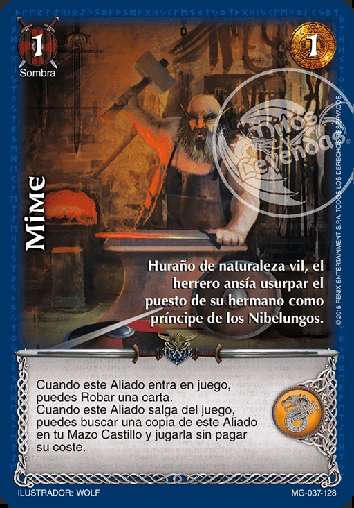 1
Sombra
1
MiMe
Huraño de naturaleza vil, el
herrero ansía usurpar el
puesto de su hermano como
príncipe de los Nibelungos.
Cuando este Aliado entra en juego,
puedes Robar una carta.
Cuando este Aliado salga del juego,
puedes buscar una copia de este Aliado
en tu Mazo Castillo y jugarla sin pagar
su coste.
Mitos y
Leyendas
ILUSTRADOR: WOLF
MG-037-128